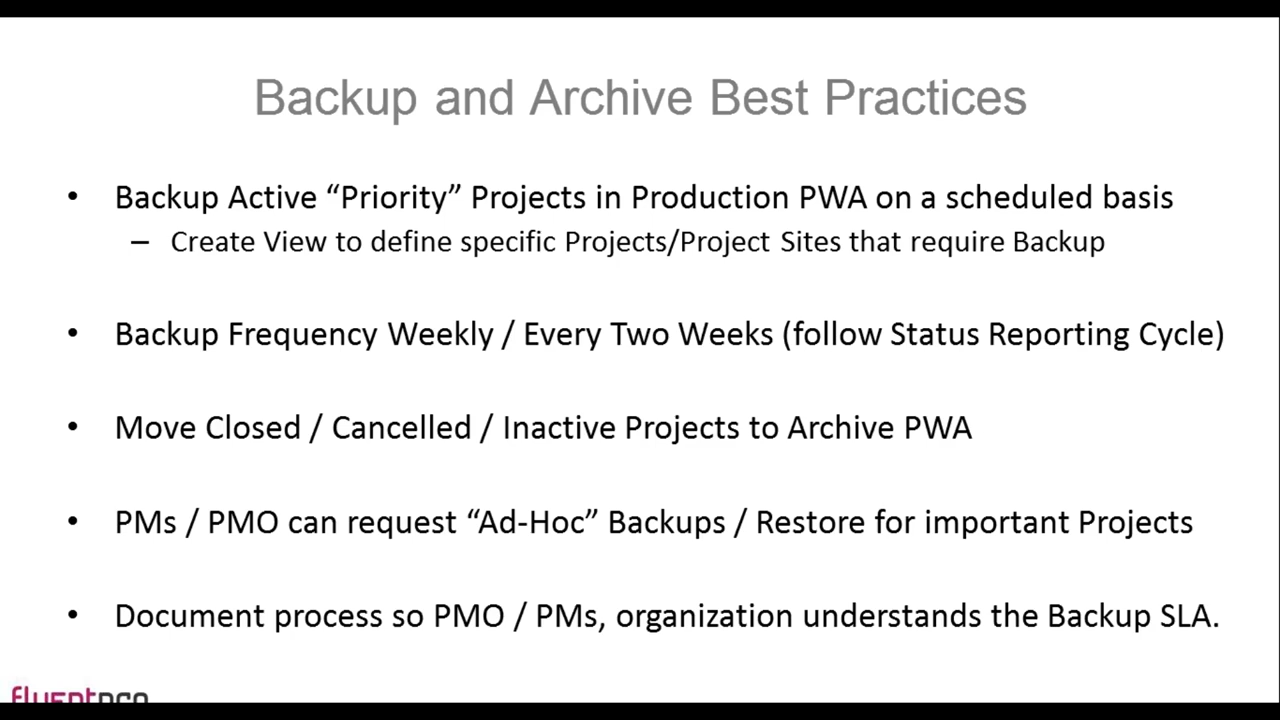 Backup and Archive Best Practices
• Backup Active “Priority” Projects in Production PWA on a scheduled basis
– Create View to define specific Projects/Project Sites that require Backup
• Backup Frequency Weekly / Every Two Weeks (follow Status Reporting Cycle)
• Move Closed / Cancelled / Inactive Projects to Archive PWA
• PMs / PMO can request “Ad-Hoc” Backups / Restore for important Projects
• Document process so PMO / PMs, organization understands the Backup SLA.